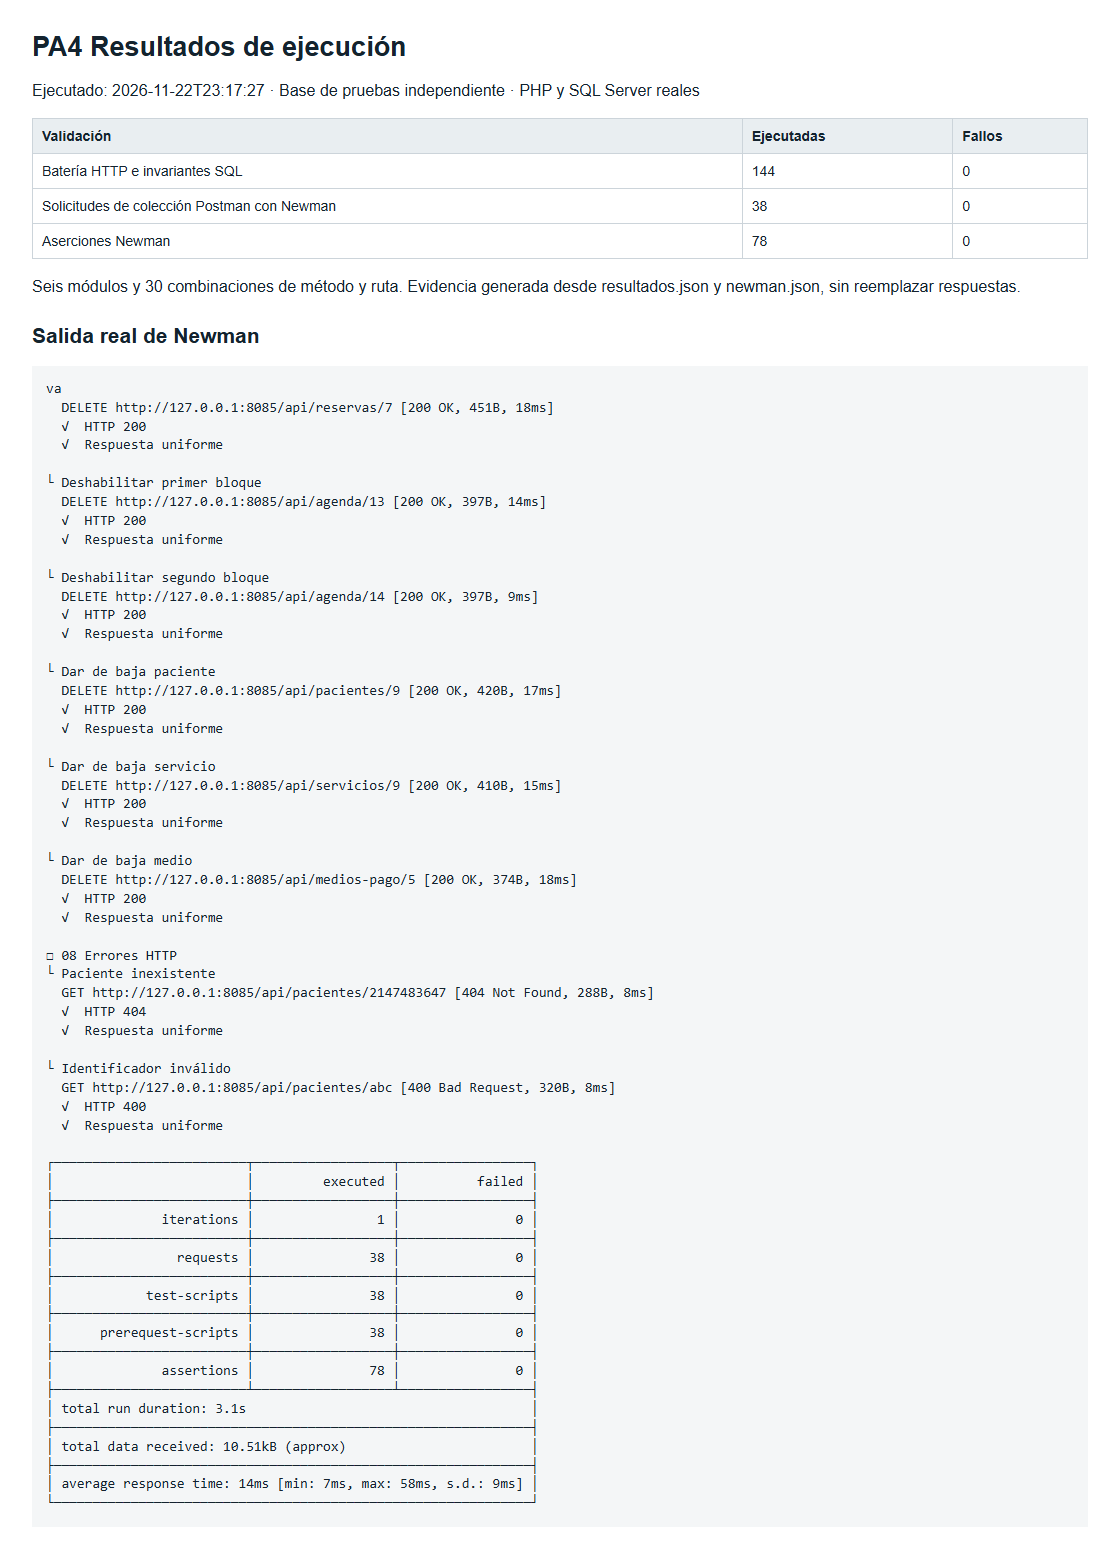 PA4 Resultados de ejecución
Ejecutado: 2026-11-22T23:17:27 · Base de pruebas independiente · PHP y SQL Server reales
Validación Ejecutadas Fallos
Batería HTTP e invariantes SQL 144 0
Solicitudes de colección Postman con Newman 38 0
Aserciones Newman 78 0
Seis módulos y 30 combinaciones de método y ruta. Evidencia generada desde resultados.json y newman.json, sin reemplazar respuestas.
Salida real de Newman
va
DELETE http://127.0.0.1:8085/api/reservas/7 [200 OK, 451B, 18ms]
√ HTTP 200
√ Respuesta uniforme
└ Deshabilitar primer bloque
DELETE http://127.0.0.1:8085/api/agenda/13 [200 OK, 397B, 14ms]
√ HTTP 200
√ Respuesta uniforme
└ Deshabilitar segundo bloque
DELETE http://127.0.0.1:8085/api/agenda/14 [200 OK, 397B, 9ms]
√ HTTP 200
√ Respuesta uniforme
└ Dar de baja paciente
DELETE http://127.0.0.1:8085/api/pacientes/9 [200 OK, 420B, 17ms]
√ HTTP 200
√ Respuesta uniforme
└ Dar de baja servicio
DELETE http://127.0.0.1:8085/api/servicios/9 [200 OK, 410B, 15ms]
√ HTTP 200
√ Respuesta uniforme
└ Dar de baja medio
DELETE http://127.0.0.1:8085/api/medios-pago/5 [200 OK, 374B, 18ms]
√ HTTP 200
√ Respuesta uniforme
□ 08 Errores HTTP
└ Paciente inexistente
GET http://127.0.0.1:8085/api/pacientes/2147483647 [404 Not Found, 288B, 8ms]
√ HTTP 404
√ Respuesta uniforme
└ Identificador inválido
GET http://127.0.0.1:8085/api/pacientes/abc [400 Bad Request, 320B, 8ms]
√ HTTP 400
√ Respuesta uniforme
executed failed
iterations 1 0
requests 38 0
test-scripts 38 0
prerequest-scripts 38 0
assertions 78 0
total run duration: 3.1s
total data received: 10.51kB (approx)
average response time: 14ms [min: 7ms, max: 58ms, s.d.: 9ms]